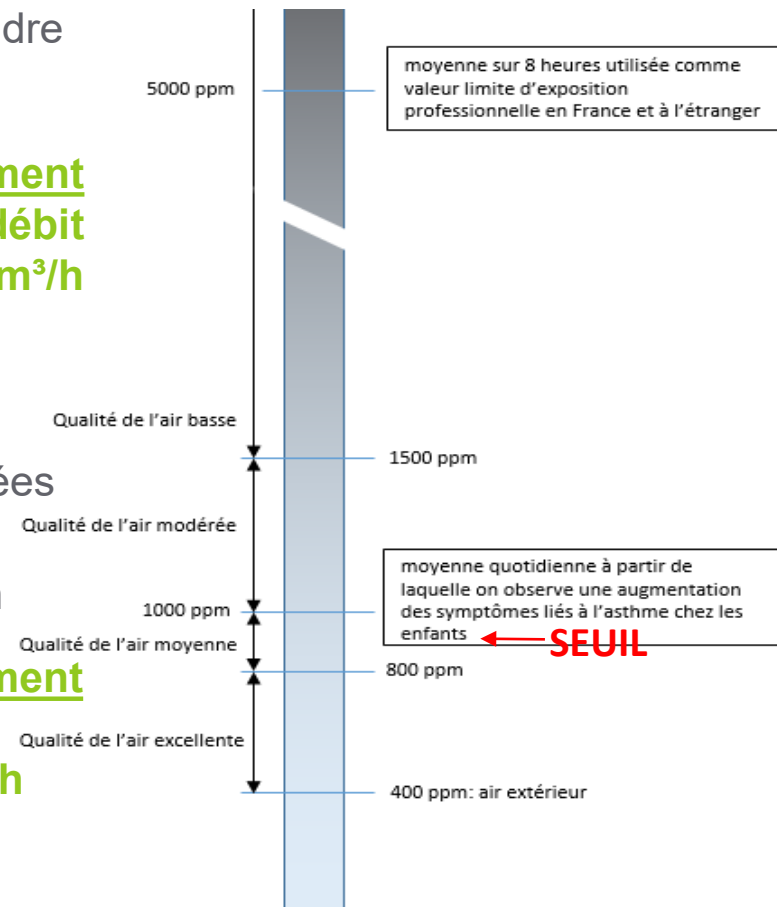 dre
5000 ppm
moyenne sur 8 heures utilisée comme
valeur limite d'exposition
professionnelle en France et à l'étranger
ment
débit
m³/h
Qualité de l'air basse
1500 ppm
ées
Qualité de l'air modérée
moyenne quotidienne à partir de
laquelle on observe une augmentation
des symptômes liés à l'asthme chez les
enfants
SEUIL
1000 ppm
Qualité de l'air moyenne
ment
800 ppm
Qualité de l'air excellente
h
400 ppm: air extérieur